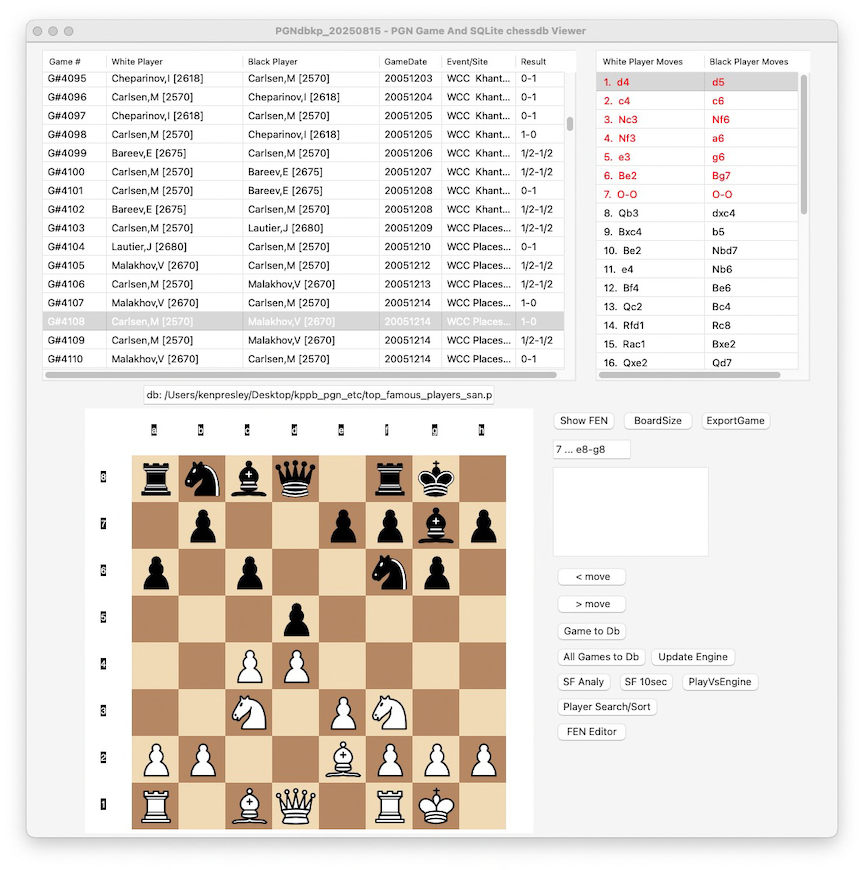 PGNdbkp_20250815 - PGN Game And SQLite chessdb Viewer
Game # White Player Black Player GameDate Event/Site Result
G#4095 Cheparinov,I [2618] Carlsen,M [2570] 20051203 WCC Khant... 0-1
G#4096 Carlsen,M [2570] Cheparinov,I [2618] 20051204 WCC Khant... 0-1
G#4097 Cheparinov,I [2618] Carlsen,M [2570] 20051205 WCC Khant... 0-1
G#4098 Carlsen,M [2570] Cheparinov,I [2618] 20051205 WCC Khant... 1-0
G#4099 Bareev,E [2675] Carlsen,M [2570] 20051206 WCC Khant... 1/2-1/2
G#4100 Carlsen,M [2570] Bareev,E [2675] 20051207 WCC Khant... 1/2-1/2
G#4101 Carlsen,M [2570] Bareev,E [2675] 20051208 WCC Khant... 0-1
G#4102 Bareev,E [2675] Carlsen,M [2570] 20051208 WCC Khant... 1/2-1/2
G#4103 Carlsen,M [2570] Lautier,J [2680] 20051209 WCC Places... 1/2-1/2
G#4104 Lautier,J [2680] Carlsen,M [2570] 20051210 WCC Places... 0-1
G#4105 Malakhov,V [2670] Carlsen,M [2570] 20051212 WCC Places... 1/2-1/2
G#4106 Carlsen,M [2570] Malakhov,V [2670] 20051213 WCC Places... 1/2-1/2
G#4107 Malakhov,V [2670] Carlsen,M [2570] 20051214 WCC Places... 1-0
G#4108 Carlsen,M [2570] Malakhov,V [2670] 20051214 WCC Places... 1-0
G#4109 Carlsen,M [2570] Malakhov,V [2670] 20051214 WCC Places... 1/2-1/2
G#4110 Malakhov,V [2670] Carlsen,M [2570] 20051214 WCC Places... 0-1
White Player Moves Black Player Moves
1. d4 d5
2. c4 c6
3. Nc3 Nf6
4. Nf3 a6
5. e3 g6
6. Be2 Bg7
7. O-O O-O
8. Qb3 dxc4
9. Bxc4 b5
10. Be2 Nbd7
11. e4 Nb6
12. Bf4 Be6
13. Qc2 Bc4
14. Rfd1 Rc8
15. Rac1 Bxe2
16. Qxe2 Qd7
db: /Users/kenpresley/Desktop/kppb_pgn_etc/top_famous_players_san.p
a b c d e f g h
8
7
6
5
4
3
2
1
Show FEN BoardSize ExportGame
7 ... e8-g8
< move
> move
Game to Db
All Games to Db Update Engine
SF Analy SF 10sec PlayVsEngine
Player Search/Sort
FEN Editor